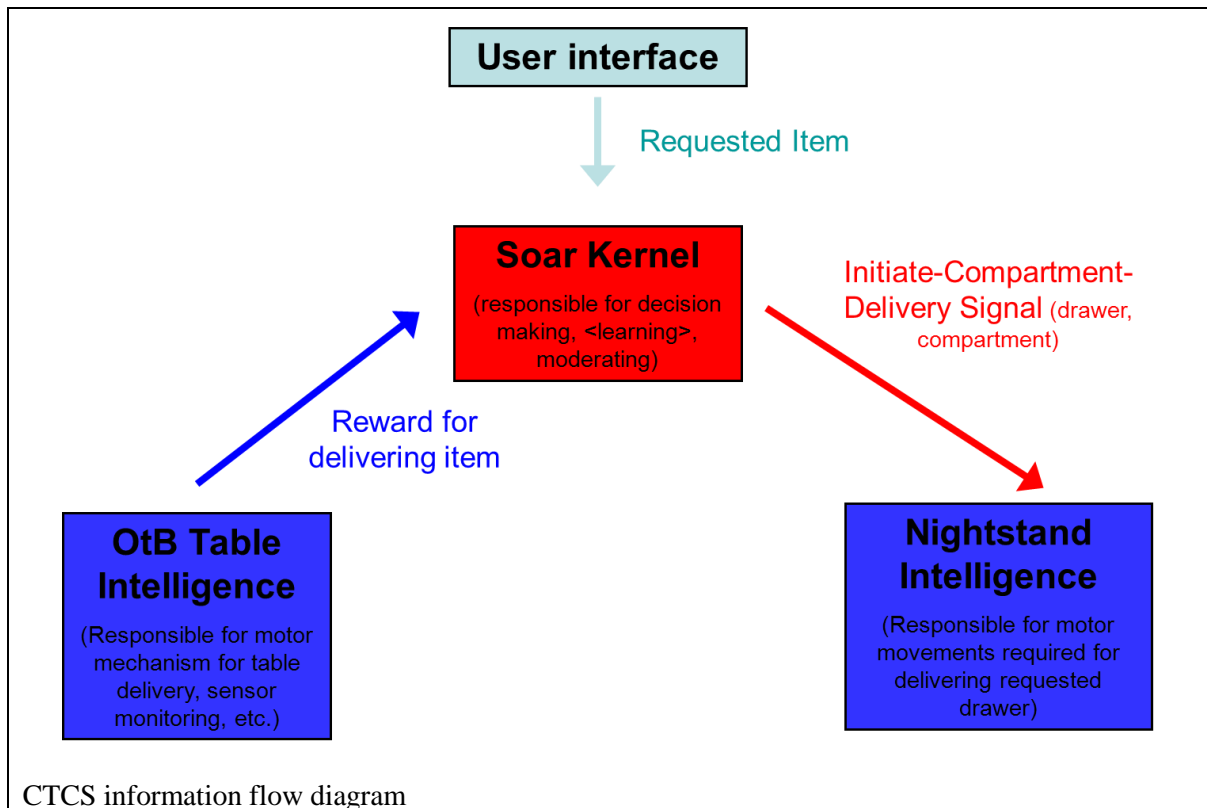 User interface
Requested Item
Soar Kernel
(responsible for decision
making, <learning>,
moderating)
Initiate-Compartment-
Delivery Signal (drawer,
compartment)
Reward for
delivering item
OtB Table
Intelligence
(Responsible for motor
mechanism for table
delivery, sensor
monitoring, etc.)
Nightstand
Intelligence
(Responsible for motor
movements required for
delivering requested
drawer)
CTCS information flow diagram